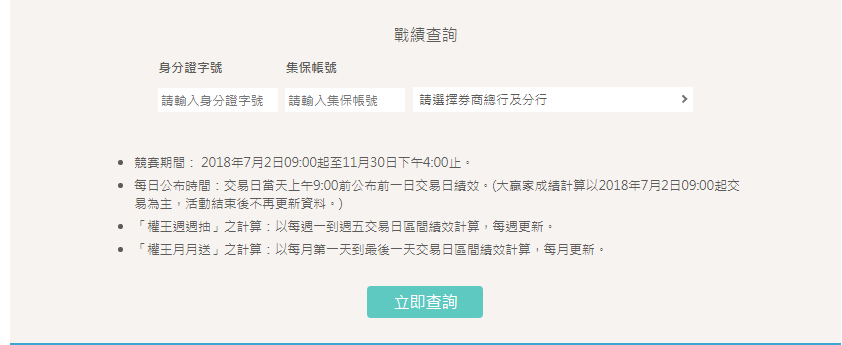 戰績查詢
身分證字號 集保帳號
請輸入身分證字號 請輸入集保帳號 請選擇券商總行及分行
競賽期間： 2018年7月2日09:00起至11月30日下午4:00止。
每日公布時間：交易日當天上午9:00前公布前一日交易日績效。(大贏家成績計算以2018年7月2日09:00起交
易為主，活動結束後不再更新資料。)
「權王週週抽」之計算：以每週一到週五交易日區間績效計算，每週更新。
「權王月月送」之計算：以每月第一天到最後一天交易日區間績效計算，每月更新。
立即查詢